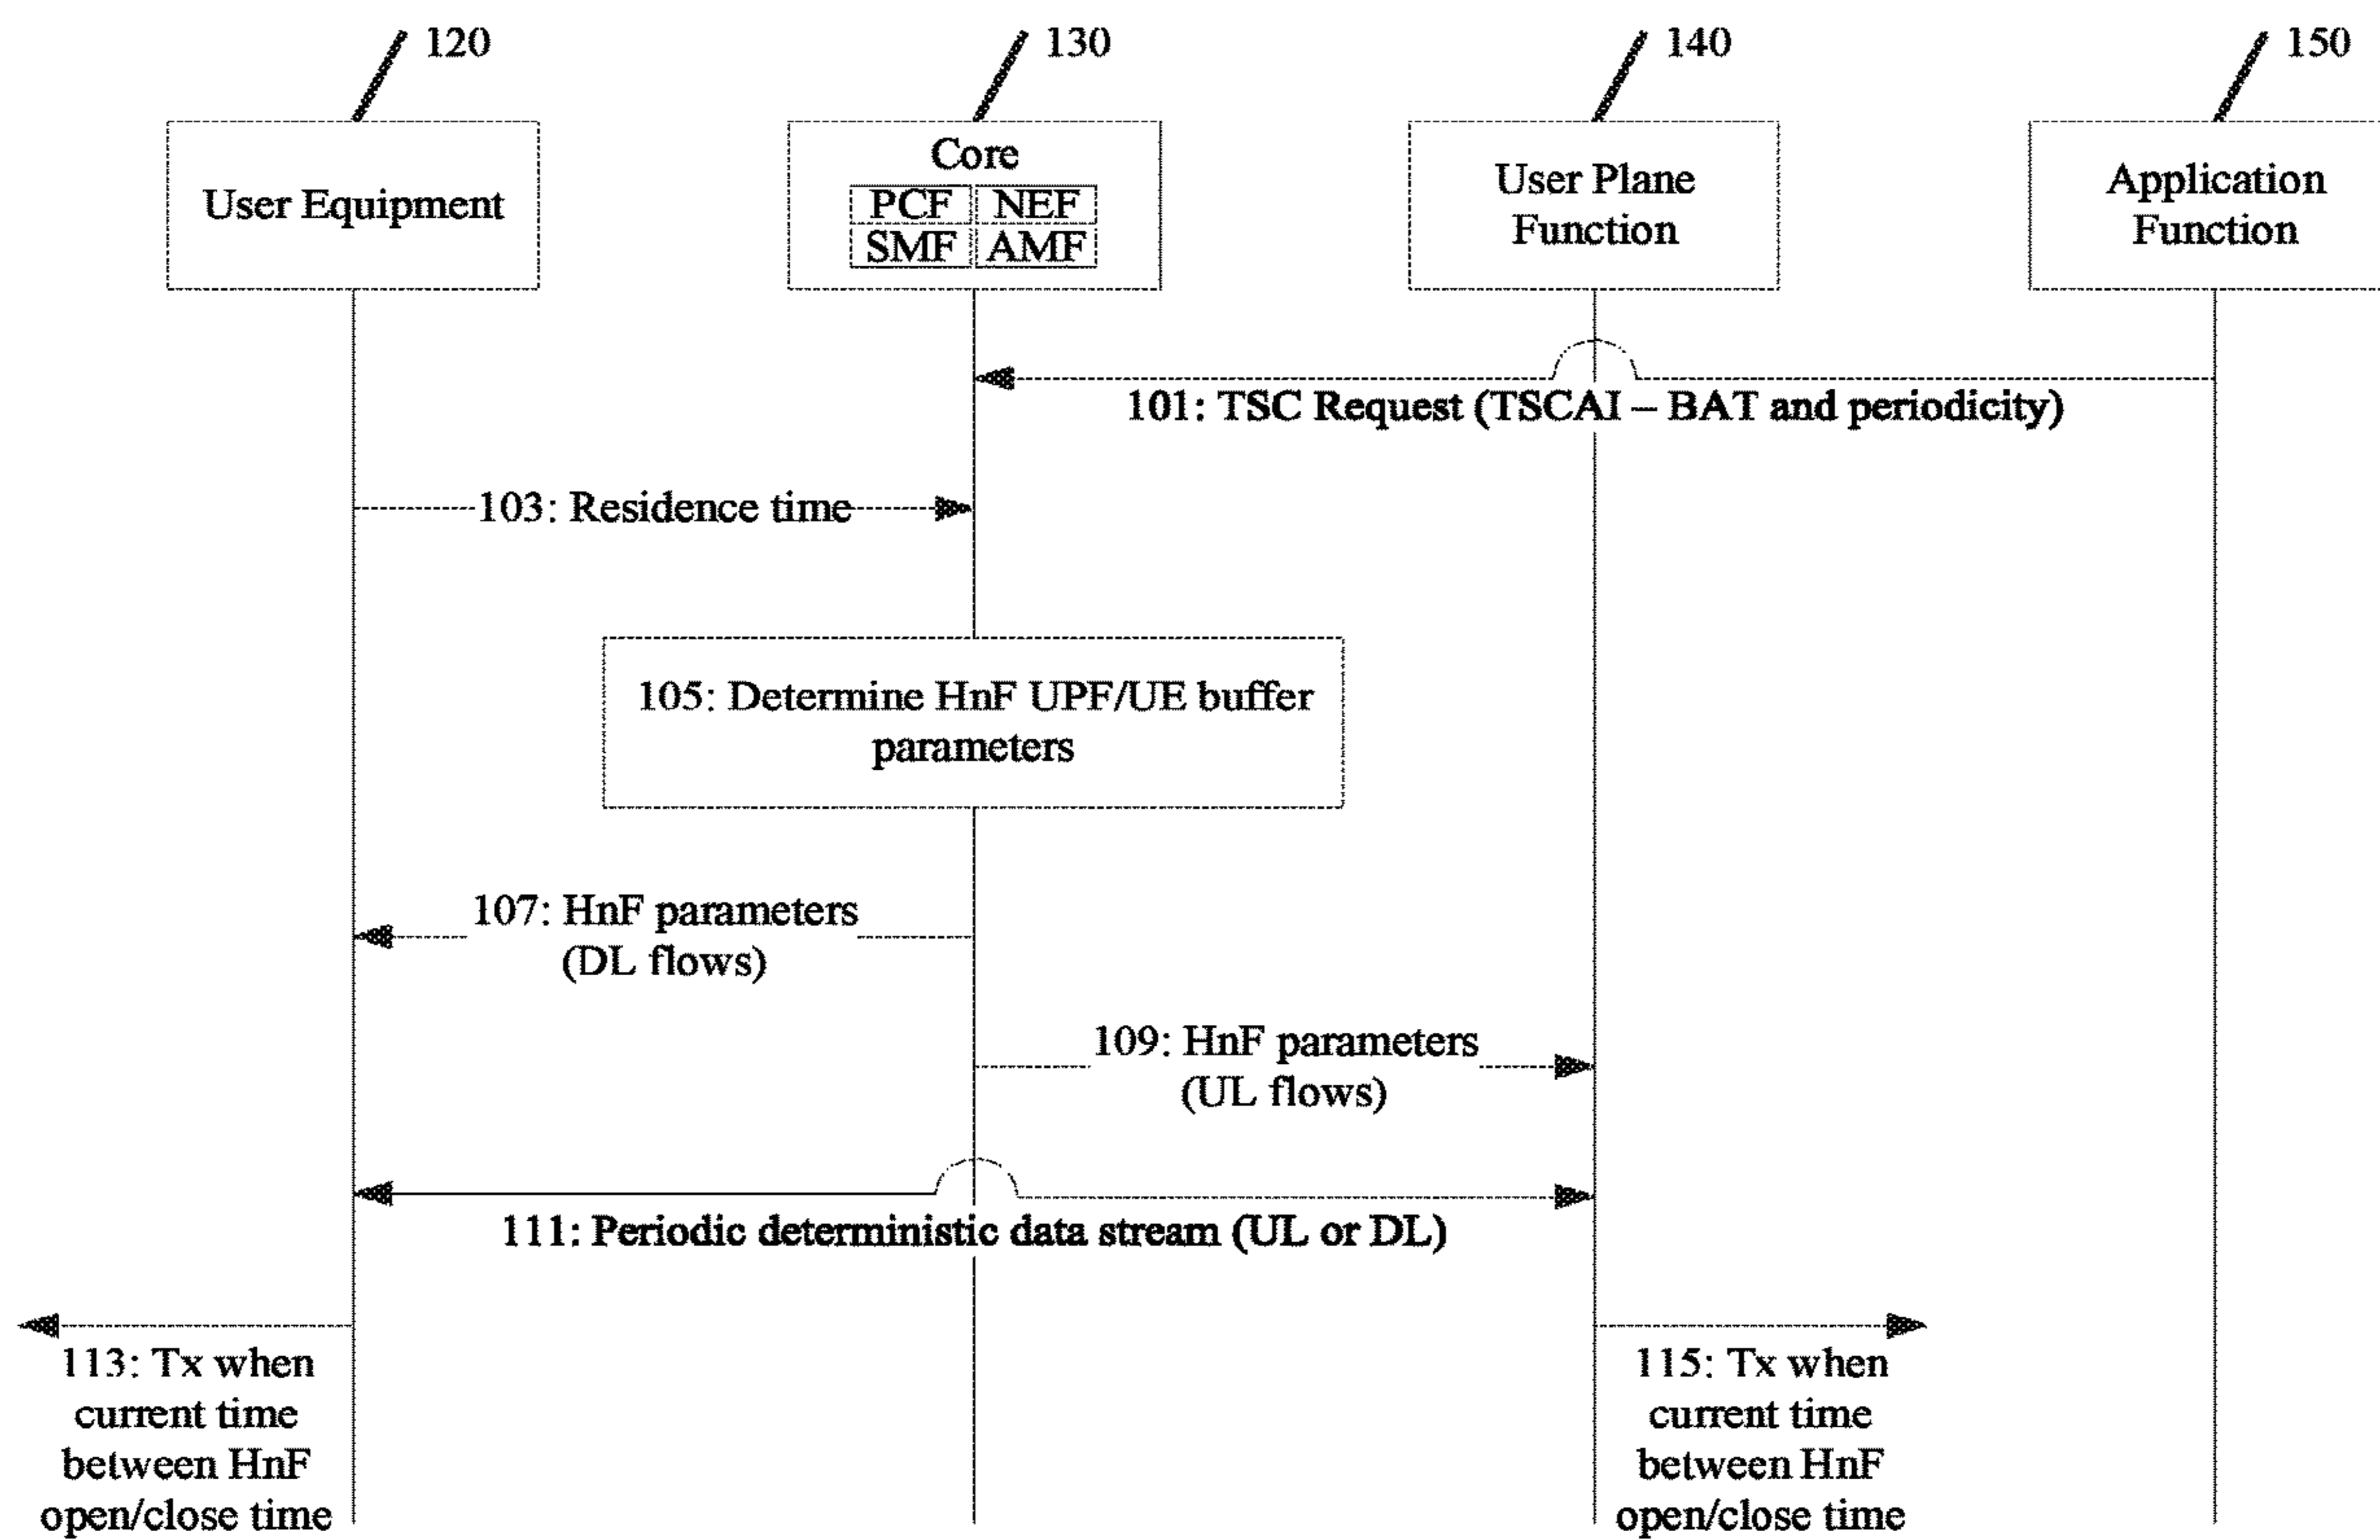 120
130
140
150
User Equipment
Core
PCF NEF
SMF AMF
User Plane
Function
Application
Function
101: TSC Request (TSCAI – BAT and periodicity)
103: Residence time
105: Determine HnF UPF/UE buffer
parameters
107: HnF parameters
(DL flows)
109: HnF parameters
(UL flows)
111: Periodic deterministic data stream (UL or DL)
113: Tx when
current time
between HnF
open/close time
115: Tx when
current time
between HnF
open/close time